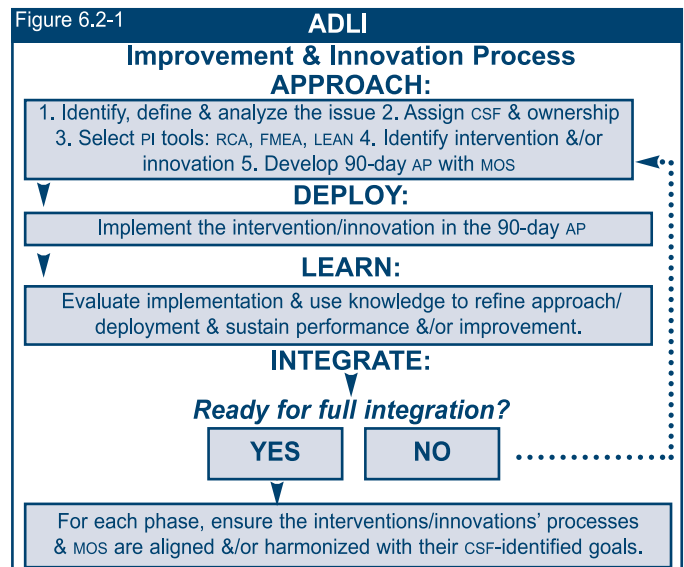 Figure 6.2-1
ADLI
Improvement & Innovation Process
APPROACH:
1. Identify, define & analyze the issue 2. Assign CSF & ownership
3. Select PI tools: RCA, FMEA, LEAN 4. Identify intervention &/or
innovation 5. Develop 90-day AP with MOS
DEPLOY:
Implement the intervention/innovation in the 90-day AP
LEARN:
Evaluate implementation & use knowledge to refine approach/
deployment & sustain performance &/or improvement.
INTEGRATE:
Ready for full integration?
YES
NO
For each phase, ensure the interventions/innovations’ processes
& MOS are aligned &/or harmonized with their CSF-identified goals.